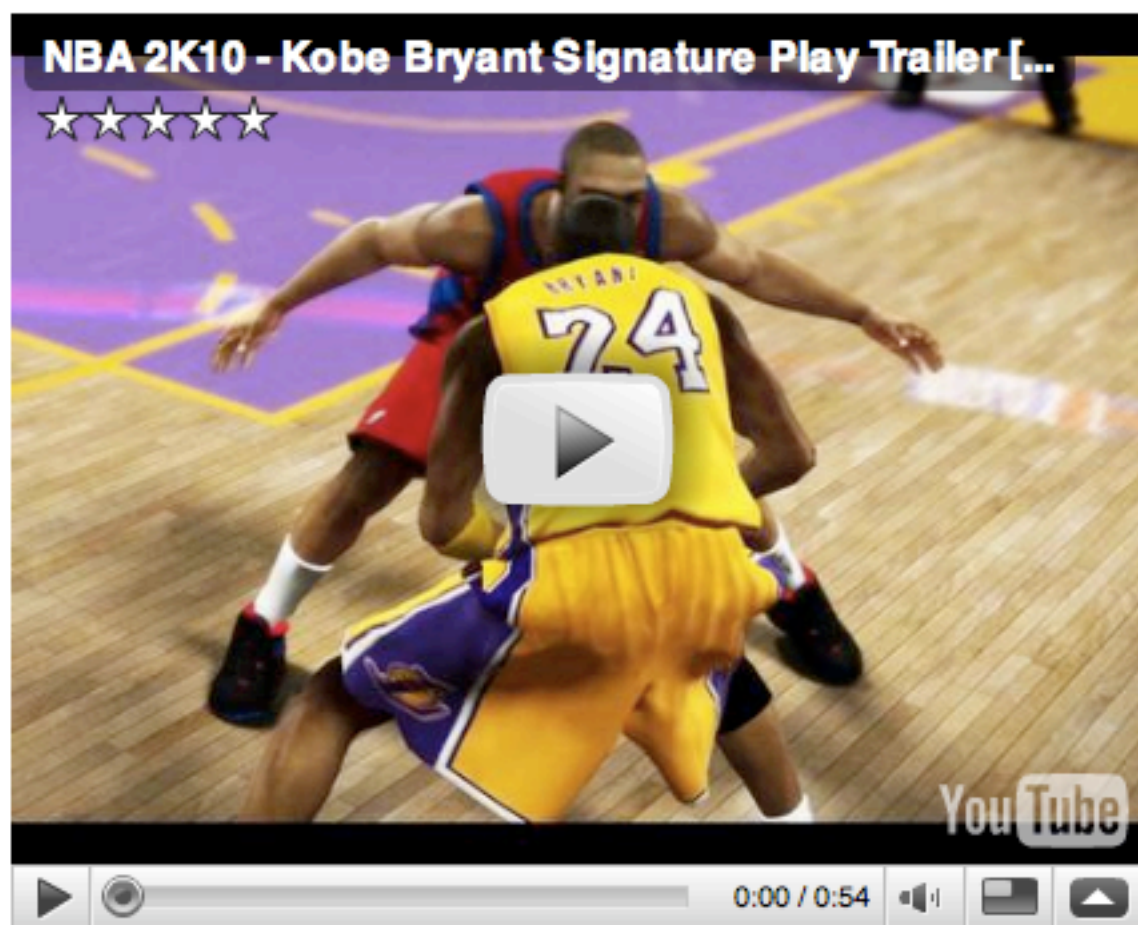 NBA 2K10 - Kobe Bryant Signature Play Trailer [...
BRYANT
24
YouTube
0:00 / 0:54